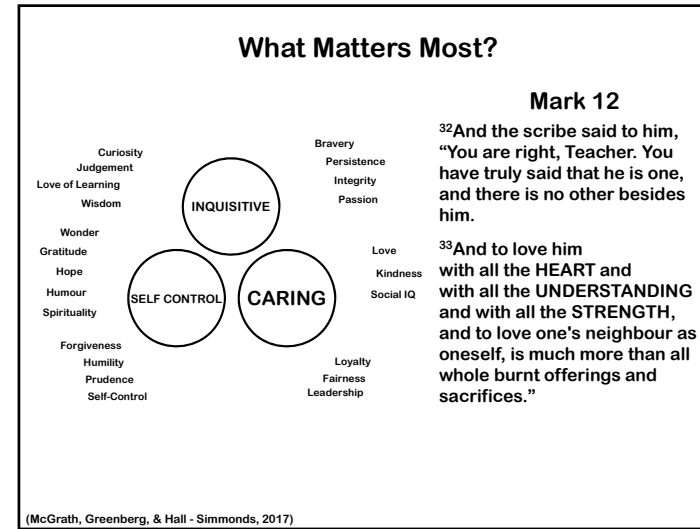 What Matters Most?
Curiosity
Judgement
Love of Learning
Wisdom
Wonder
Gratitude
Hope
Humour
Spirituality
Forgiveness
Humility
Prudence
Self-Control
INQUISITIVE
SELF CONTROL
CARING
Bravery
Persistence
Integrity
Passion
Love
Kindness
Social IQ
Loyalty
Fairness
Leadership
Mark 12
32And the scribe said to him,
“You are right, Teacher. You
have truly said that he is one,
and there is no other besides
him.
33And to love him
with all the HEART and
with all the UNDERSTANDING
and with all the STRENGTH,
and to love one's neighbour as
oneself, is much more than all
whole burnt offerings and
sacrifices.”
(McGrath, Greenberg, & Hall - Simmonds, 2017)